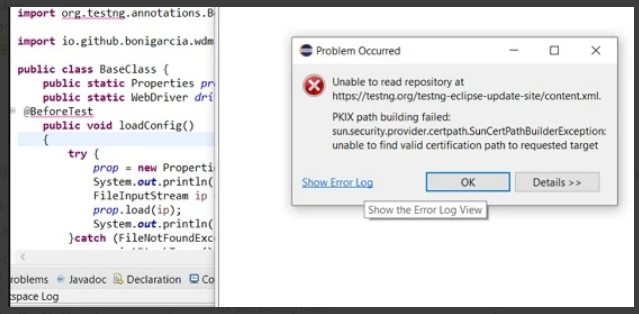 import org.testng.annotations.B
import io.github.bonigarcia.wdm
public class BaseClass {
public static Properties pr
public static WebDriver dri
@BeforeTest
public void loadConfig()
{
try {
prop = new Properti
System.out.println(
FileInputStream ip
prop.load(ip);
System.out.println(
}catch (FileNotFoundExc
roblems Javadoc Declaration Co
kspace Log
Problem Occurred
Unable to read repository at
https://testng.org/testng-eclipse-update-site/content.xml.
PKIX path building failed:
sun.security.provider.certpath.SunCertPathBuilderException:
unable to find valid certification path to requested target
Show Error Log OK Details >>
Show the Error Log View